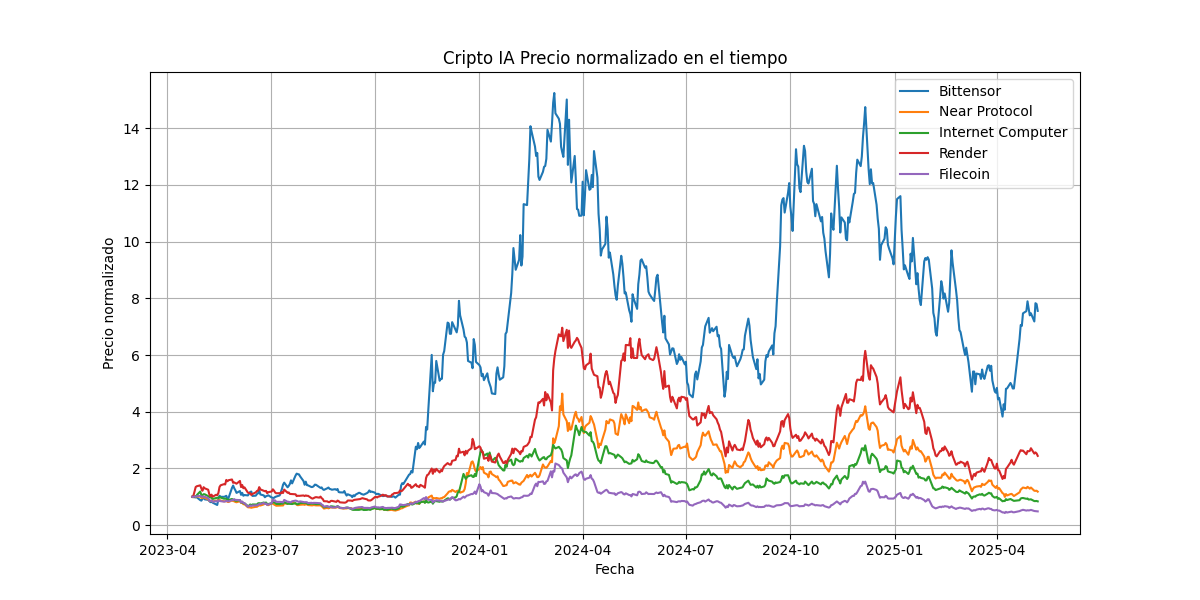 Cripto IA Precio normalizado en el tiempo
Bittensor
Near Protocol
Internet Computer
Render
Filecoin
Precio normalizado
14
12
10
8
6
4
2
0
2023-04 2023-07 2023-10 2024-01 2024-04 2024-07 2024-10 2025-01 2025-04
Fecha